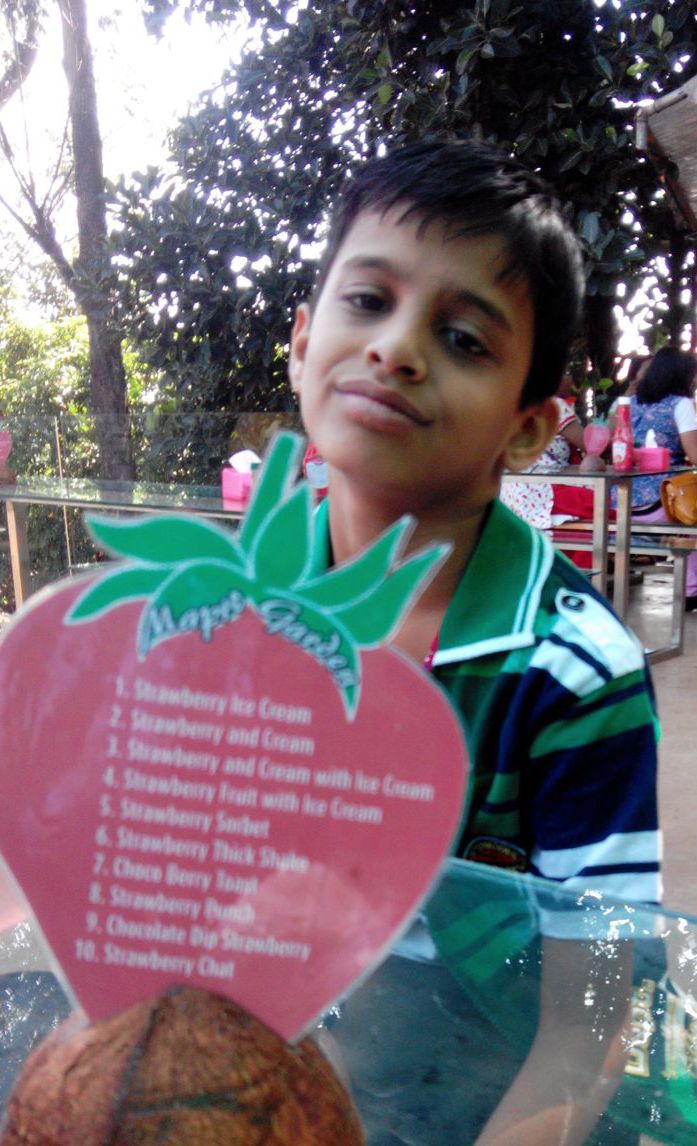 Mapro Garden
1. Strawberry Ice Cream
2. Strawberry and Cream
3. Strawberry and Cream with Ice Cream
4. Strawberry Fruit with Ice Cream
5. Strawberry Sorbet
6. Strawberry Thick Shake
7. Choco Berry Toast
8. Strawberry Punch
9. Chocolate Dip Strawberry
10. Strawberry Chat